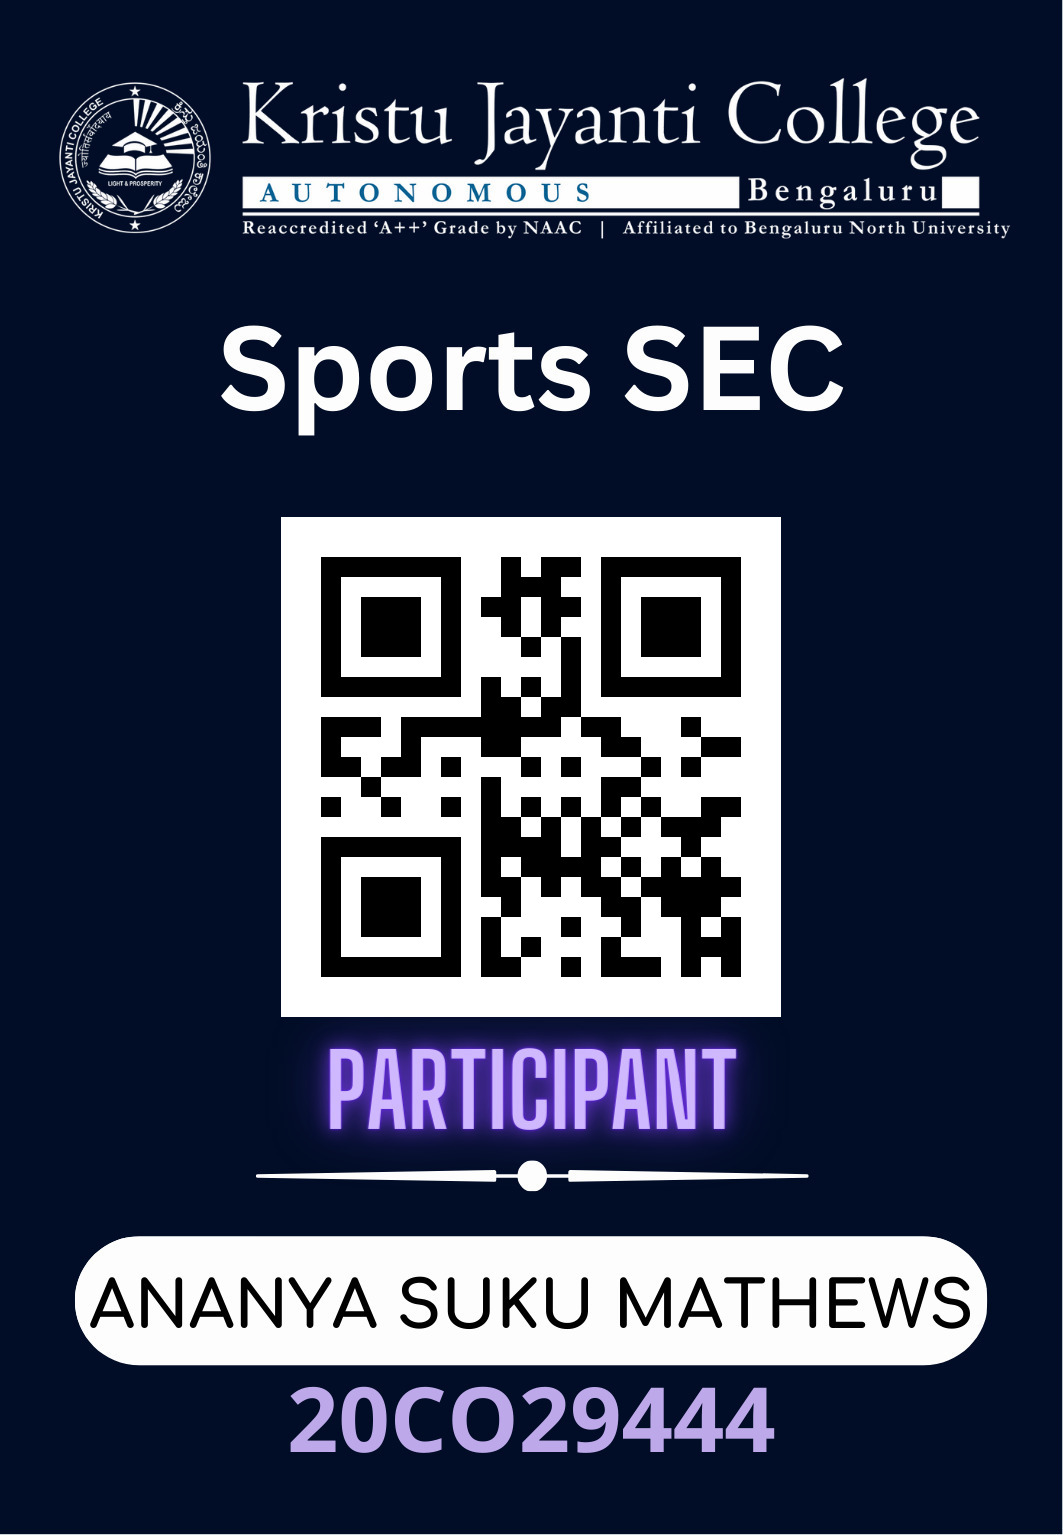 KRISTU JAYANTI COLLEGE
ಕ್ರಿಸ್ತು ಜಯಂತಿ ಕಾಲೇಜು
LIGHT & PROSPERITY
Kristu Jayanti College
AUTONOMOUS Bengaluru
Reaccredited ‘A++’ Grade by NAAC | Affiliated to Bengaluru North University
Sports SEC
PARTICIPANT
ANANYA SUKU MATHEWS
20CO29444